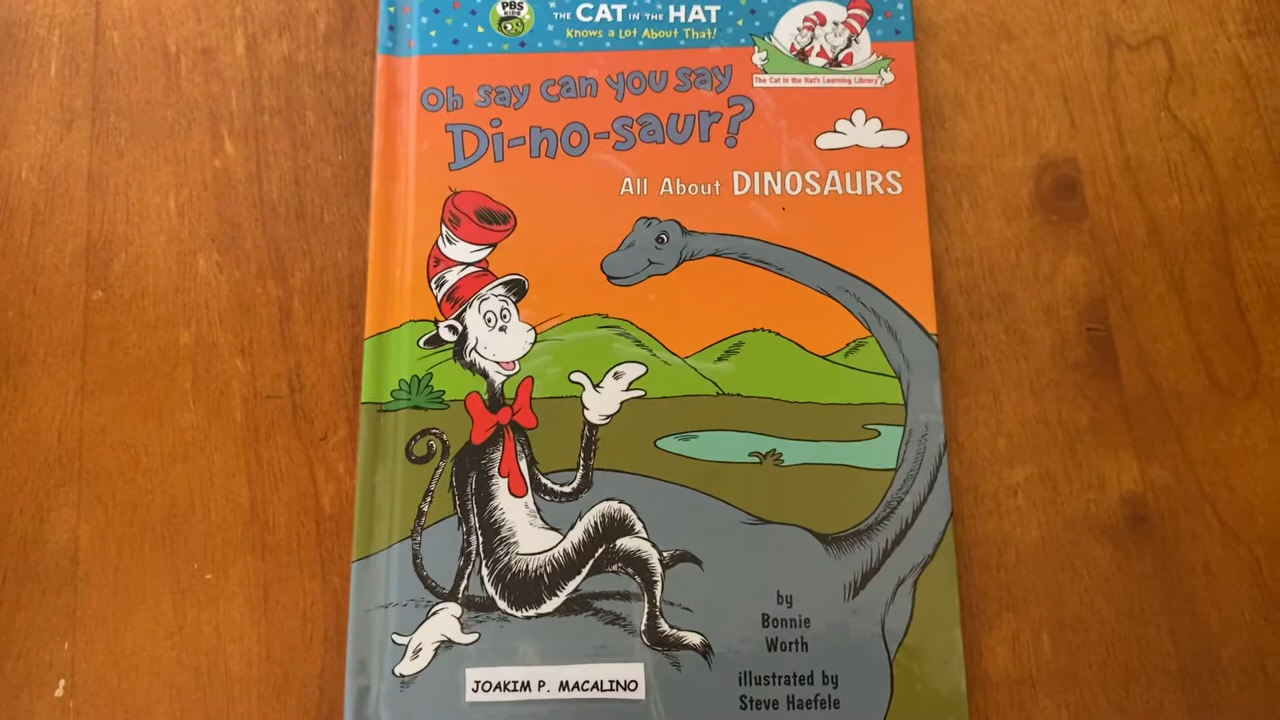 PBS
KIDS
THE CAT IN THE HAT
Knows a Lot About That!
The Cat in the Hat's Learning Library
Oh say can you say
Di-no-saur?
All About DINOSAURS
by
Bonnie
Worth
illustrated by
Steve Haefele
JOAKIM P. MACALINO